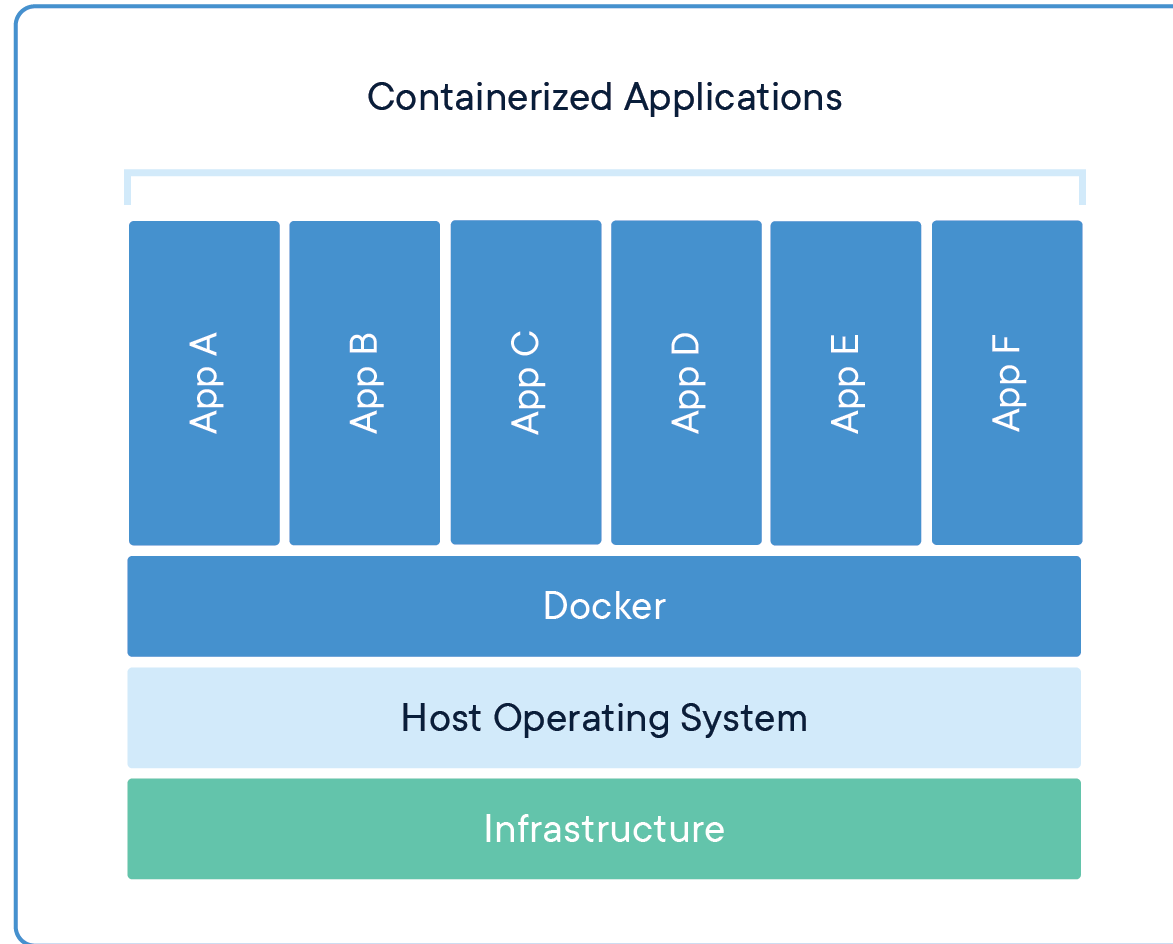 Containerized Applications
App A
App B
App C
App D
App E
App F
Docker
Host Operating System
Infrastructure